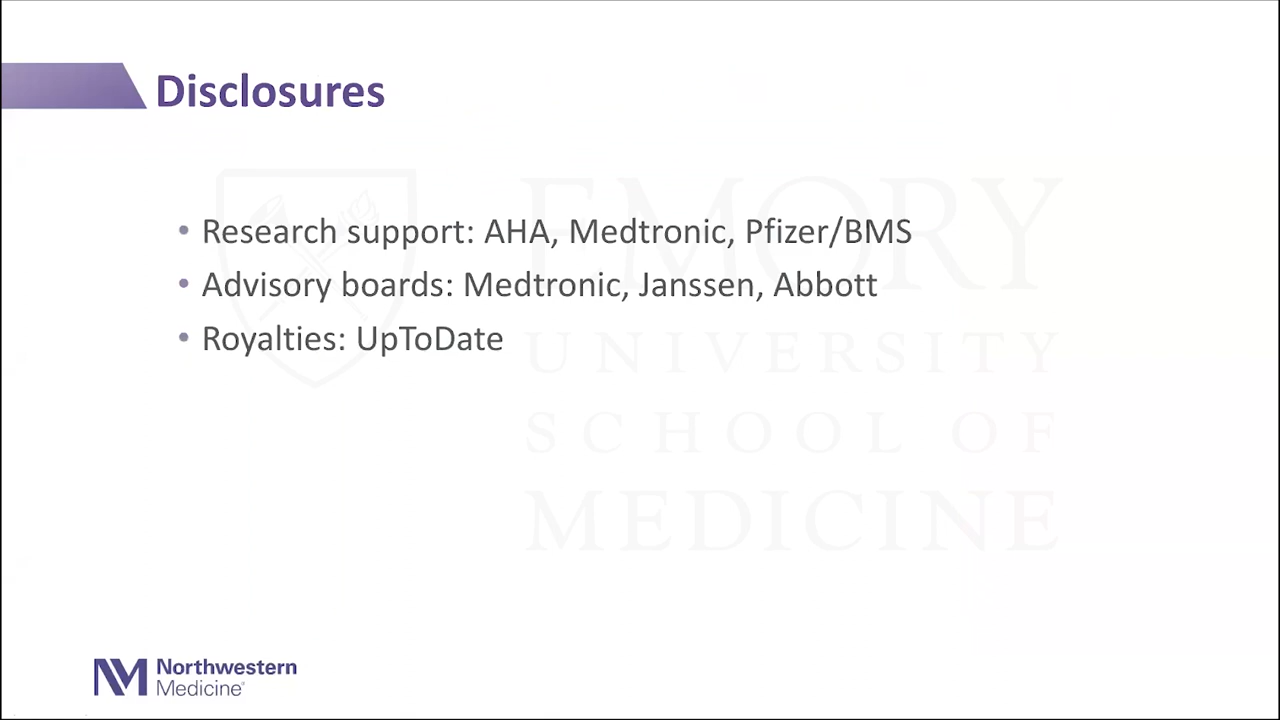 Disclosures
• Research support: AHA, Medtronic, Pfizer/BMS
• Advisory boards: Medtronic, Janssen, Abbott
• Royalties: UpToDate
EMORY
UNIVERSITY
SCHOOL OF
MEDICINE
Northwestern
Medicine